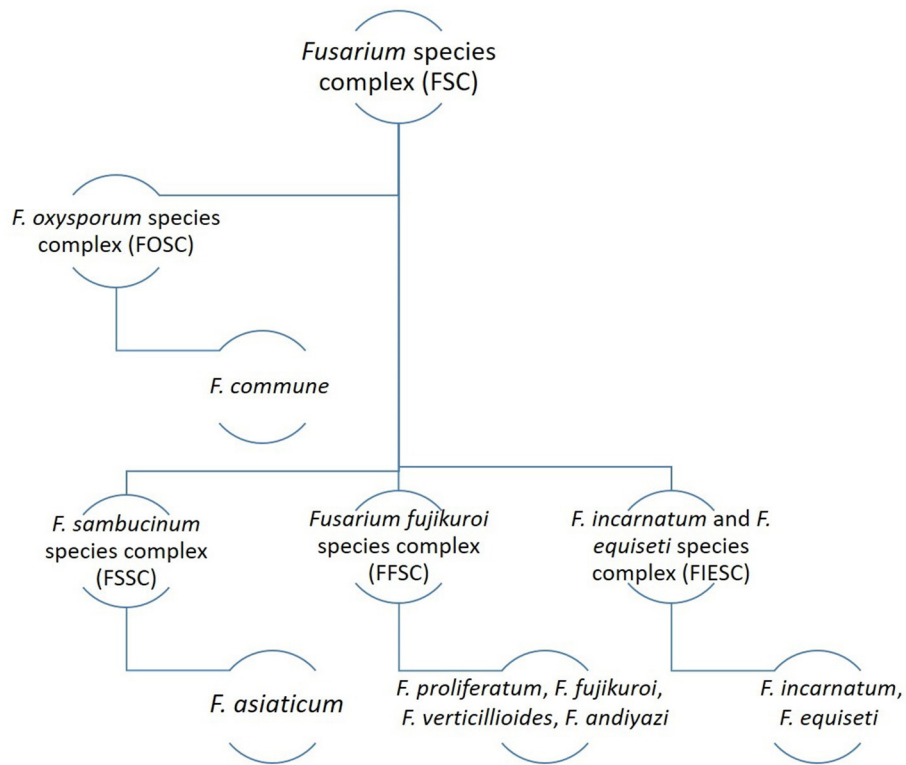 Fusarium species
complex (FSC)
F. oxysporum species
complex (FOSC)
F. commune
F. sambucinum
species complex
(FSSC)
Fusarium fujikuroi
species complex
(FFSC)
F. incarnatum and F.
equiseti species
complex (FIESC)
F. asiaticum
F. proliferatum, F. fujikuroi,
F. verticillioides, F. andiyazi
F. incarnatum,
F. equiseti